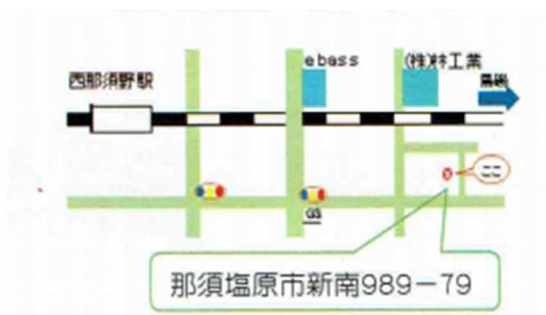 ebass
(株)林工業
西那須野駅
黒磯
ここ
GS
那須塩原市新南989-79